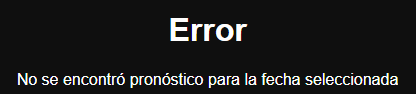 Error
No se encontró pronóstico para la fecha seleccionada